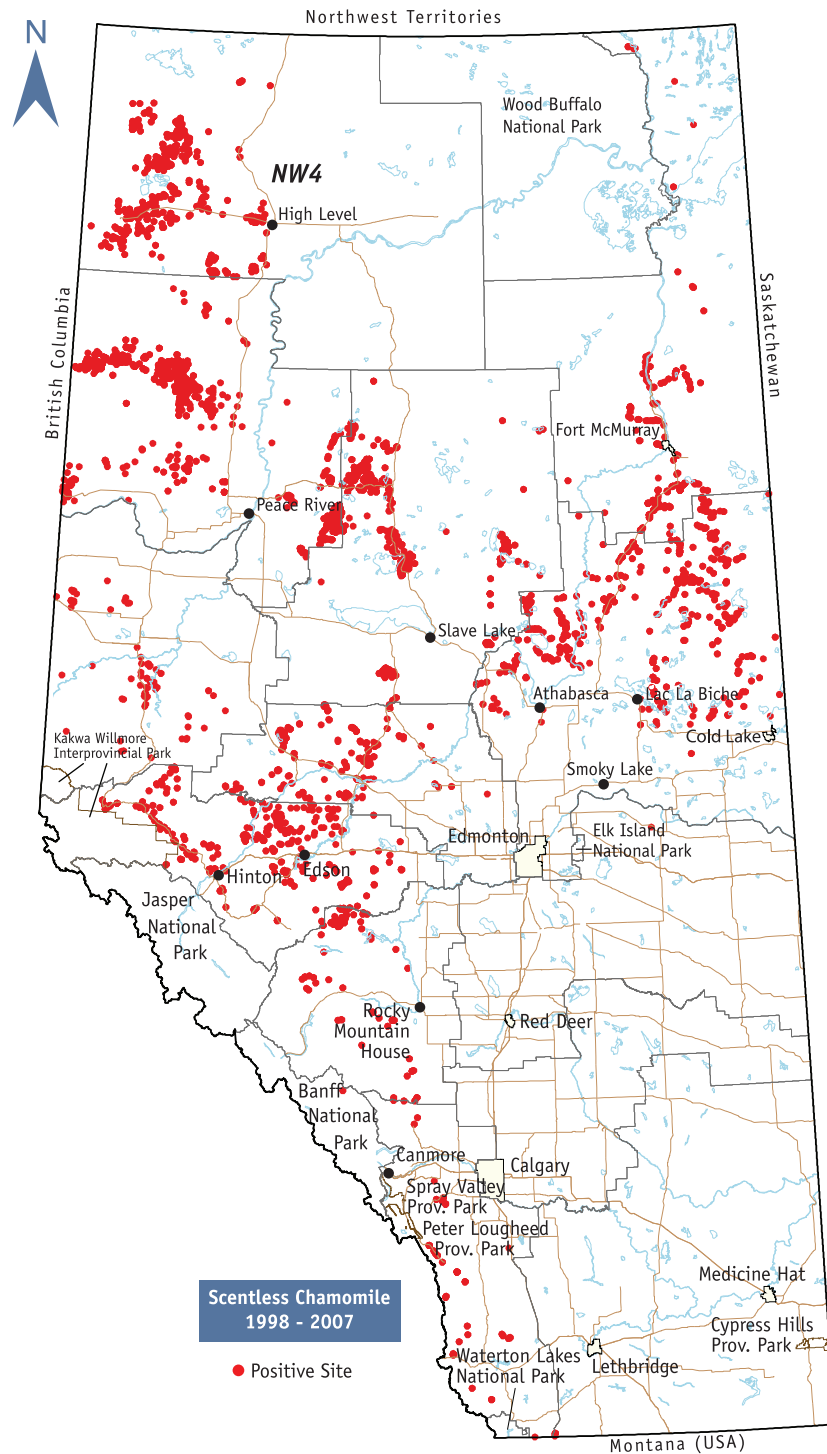 Northwest Territories
N
Wood Buffalo
National Park
NW4
High Level
British Columbia
Saskatchewan
Fort McMurray
Peace River
Slave Lake
Athabasca
Lac La Biche
Kakwa Willmore
Interprovincial Park
Cold Lake
Smoky Lake
Edmonton
Elk Island
National Park
Hinton
Edson
Jasper
National
Park
Rocky
Mountain
House
Red Deer
Banff
National
Park
Canmore
Calgary
Spray Valley
Prov. Park
Peter Lougheed
Prov. Park
Medicine Hat
Scentless Chamomile
1998 - 2007
Cypress Hills
Prov. Park
Positive Site
Waterton Lakes
National Park
Lethbridge
Montana (USA)